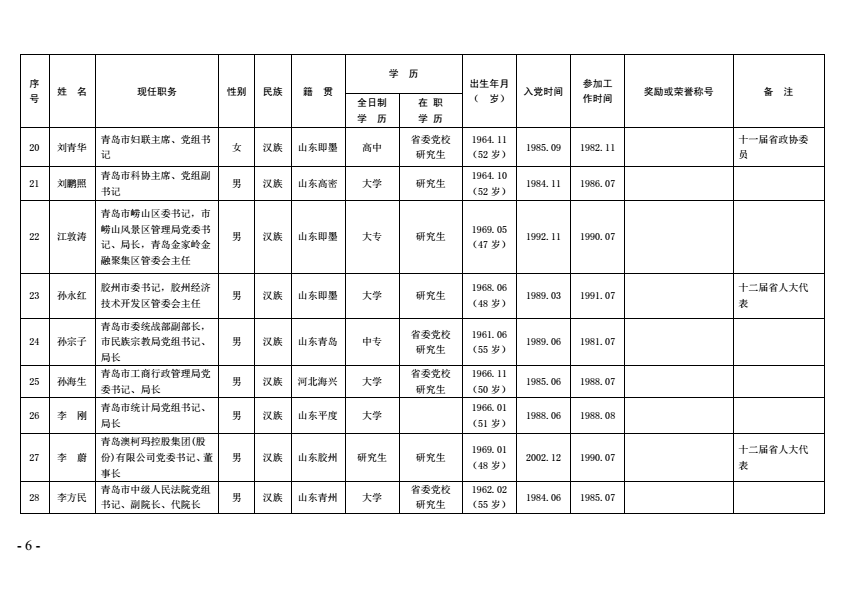 序号 姓 名 现任职务 性别 民族 籍 贯 学 历 出生年月( 岁) 入党时间 参加工作时间 奖励或荣誉称号 备 注
全日制学 历 在 职学 历
20 刘青华 青岛市妇联主席、党组书记 女 汉族 山东即墨 高中 省委党校研究生 1964.11(52 岁) 1985.09 1982.11 十一届省政协委员
21 刘鹏照 青岛市科协主席、党组副书记 男 汉族 山东高密 大学 研究生 1964.10(52 岁) 1984.11 1986.07
22 江敦涛 青岛市崂山区委书记，市崂山风景区管理局党委书记、局长，青岛金家岭金融聚集区管委会主任 男 汉族 山东即墨 大专 研究生 1969.05(47 岁) 1992.11 1990.07
23 孙永红 胶州市委书记，胶州经济技术开发区管委会主任 男 汉族 山东即墨 大学 研究生 1968.06(48 岁) 1989.03 1991.07 十二届省人大代表
24 孙宗子 青岛市委统战部副部长，市民族宗教局党组书记、局长 男 汉族 山东青岛 中专 省委党校研究生 1961.06(55 岁) 1989.06 1981.07
25 孙海生 青岛市工商行政管理局党委书记、局长 男 汉族 河北海兴 大学 省委党校研究生 1966.11(50 岁) 1985.06 1988.07
26 李 刚 青岛市统计局党组书记、局长 男 汉族 山东平度 大学 1966.01(51 岁) 1988.06 1988.08
27 李 蔚 青岛澳柯玛控股集团(股份)有限公司党委书记、董事长 男 汉族 山东胶州 研究生 研究生 1969.01(48 岁) 2002.12 1990.07 十二届省人大代表
28 李方民 青岛市中级人民法院党组书记、副院长、代院长 男 汉族 山东青州 大学 省委党校研究生 1962.02(55 岁) 1984.06 1985.07
- 6 -